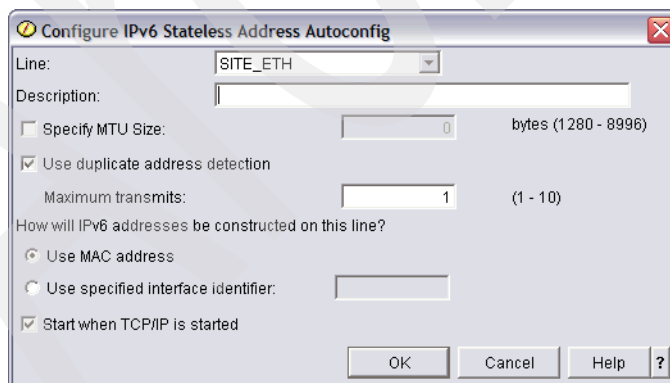 Configure IPv6 Stateless Address Autoconfig
Line: SITE_ETH
Description:
Specify MTU Size: 0 bytes (1280 - 8996)
Use duplicate address detection
Maximum transmits: 1 (1 - 10)
How will IPv6 addresses be constructed on this line?
Use MAC address
Use specified interface identifier:
Start when TCP/IP is started
OK Cancel Help ?